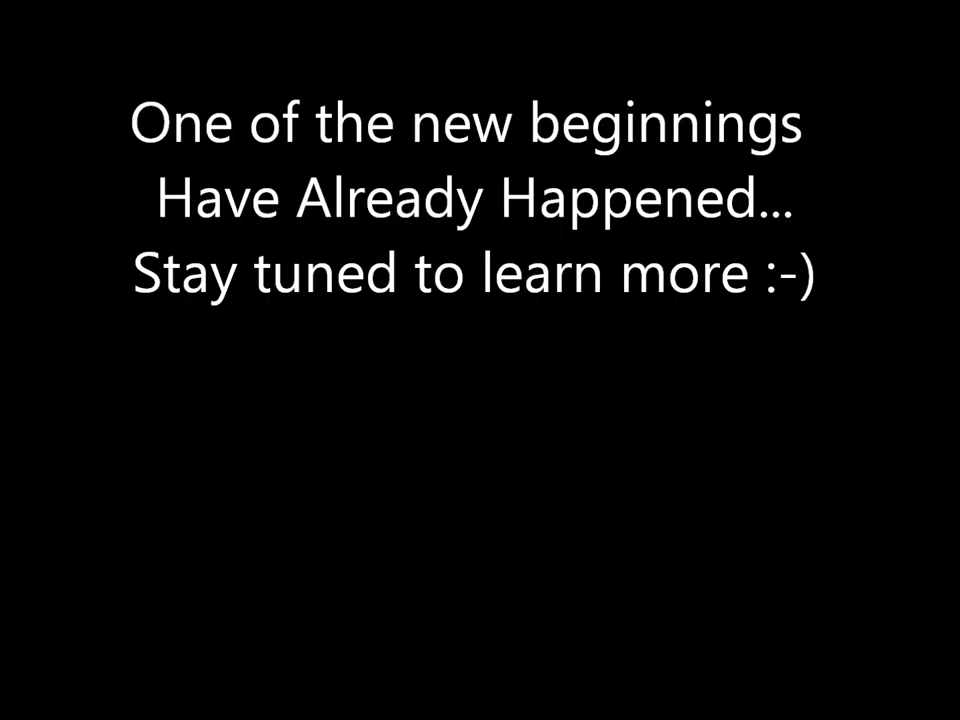 One of the new beginnings
Have Already Happened...
Stay tuned to learn more :-)